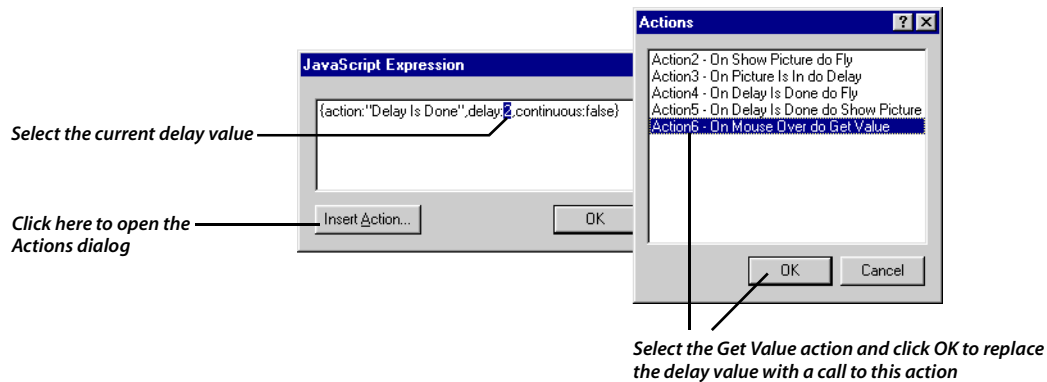 Actions
JavaScript Expression
Action2 - On Show Picture do Fly
Action3 - On Picture Is In do Delay
Action4 - On Delay Is Done do Fly
Action5 - On Delay Is Done do Show Picture
Action6 - On Mouse Over do Get Value
{action:"Delay Is Done",delay:2,continuous:false}
Select the current delay value
Insert Action...
OK
Click here to open the
Actions dialog
OK
Cancel
Select the Get Value action and click OK to replace
the delay value with a call to this action